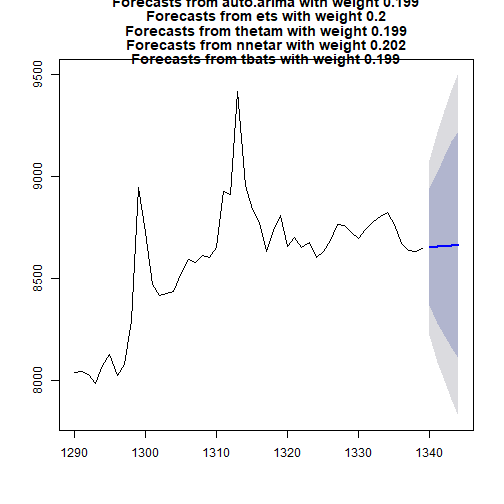 Forecasts from auto.arima with weight 0.199
Forecasts from ets with weight 0.2
Forecasts from thetam with weight 0.199
Forecasts from nnetar with weight 0.202
Forecasts from tbats with weight 0.199
9500
9000
8500
8000
1290 1300 1310 1320 1330 1340